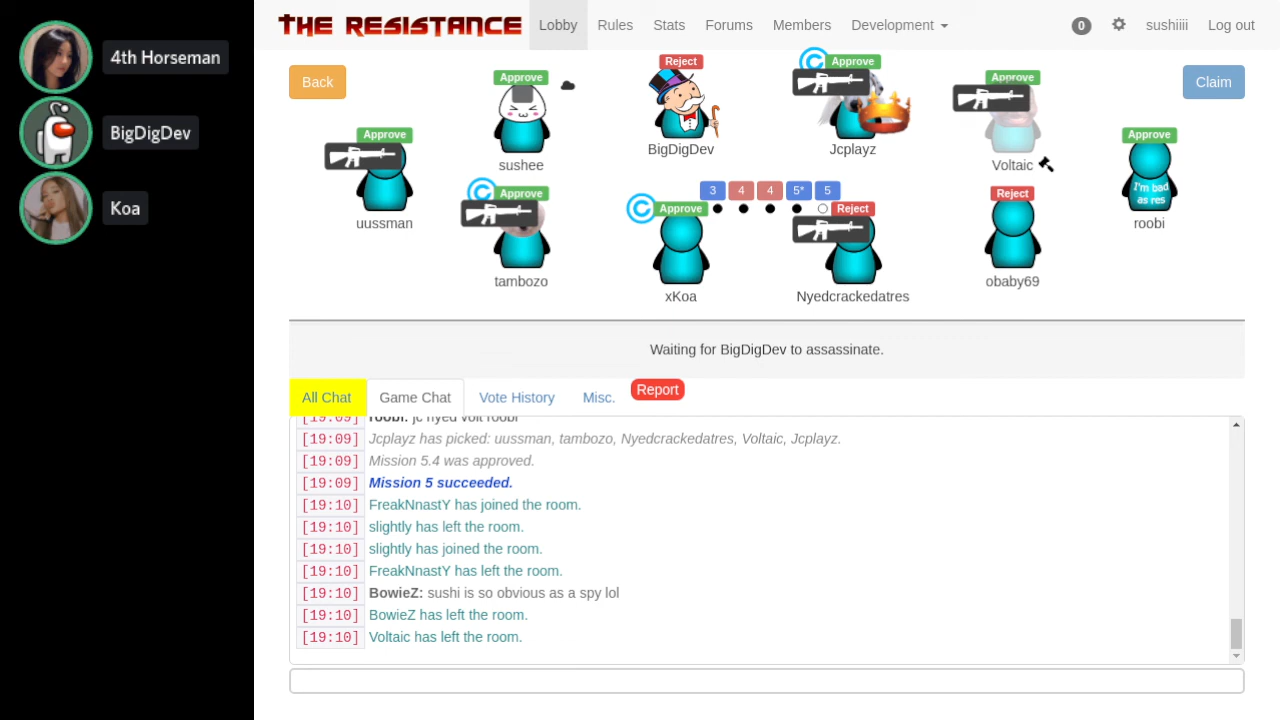 4th Horseman
BigDigDev
Koa
THE RESISTANCE
Lobby
Rules
Stats
Forums
Members
Development
0
sushiiii
Log out
Back
Claim
Approve
sushee
Reject
BigDigDev
C
Approve
Jcplayz
Approve
Voltaic
Approve
uussman
Approve
I'm bad
as res
roobi
C
Approve
tambozo
3 4 4 5* 5
C
Approve
xKoa
Reject
Nyedcrackedatres
Reject
obaby69
Waiting for BigDigDev to assassinate.
All Chat
Game Chat
Vote History
Misc.
Report
[19:09] roobi: jc nyed volt roobi
[19:09] Jcplayz has picked: uussman, tambozo, Nyedcrackedatres, Voltaic, Jcplayz.
[19:09] Mission 5.4 was approved.
[19:09] Mission 5 succeeded.
[19:10] FreakNnastY has joined the room.
[19:10] slightly has left the room.
[19:10] slightly has joined the room.
[19:10] FreakNnastY has left the room.
[19:10] BowieZ: sushi is so obvious as a spy lol
[19:10] BowieZ has left the room.
[19:10] Voltaic has left the room.